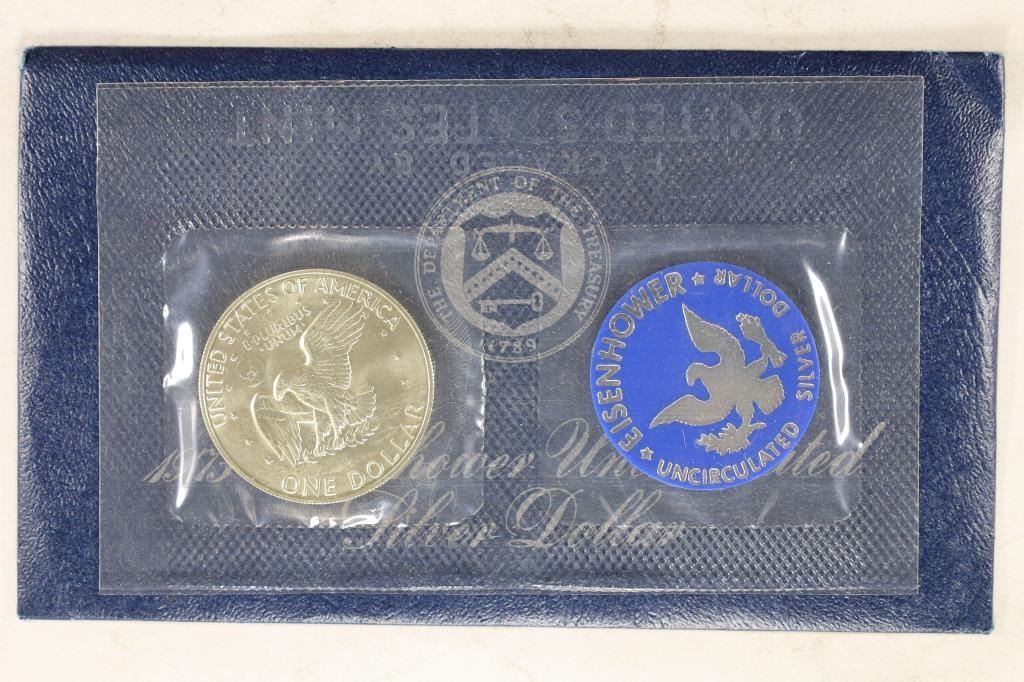 UNITED STATES MINT
PACKAGED BY
THE DEPARTMENT OF THE TREASURY
1789
UNITED STATES OF AMERICA
E·PLURIBUS
UNUM
ONE DOLLAR
EISENHOWER
SILVER DOLLAR
UNCIRCULATED
Silver Dollar